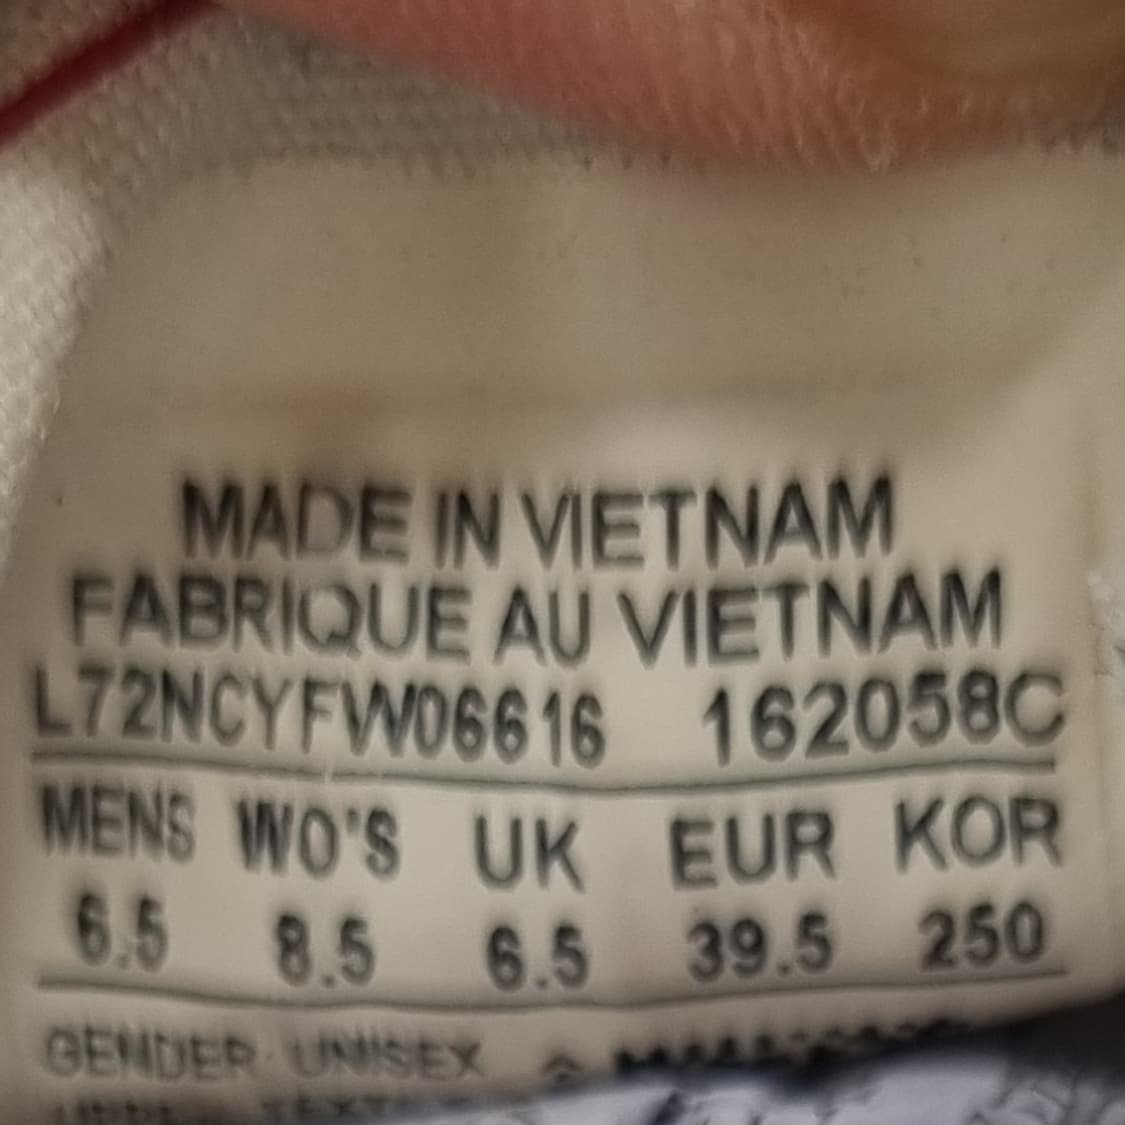 MADE IN VIETNAM
FABRIQUE AU VIETNAM
L72NCYFW06616 162058C
MENS WO'S UK EUR KOR
6.5 8.5 6.5 39.5 250
GENDER UNISEX